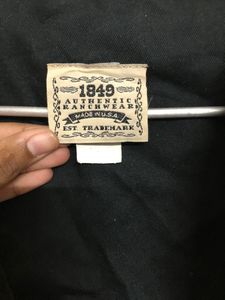 1849
AUTHENTIC
RANCHWEAR
MADE IN U.S.A.
EST. TRADEMARK